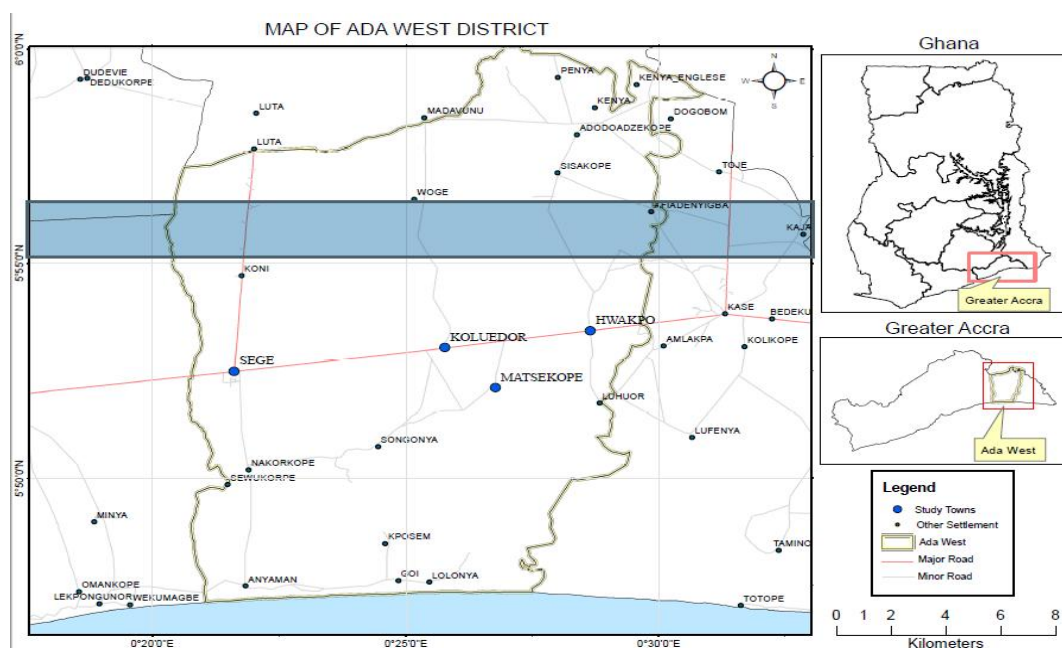 MAP OF ADA WEST DISTRICT
6°0'0"N
5°55'0"N
5°50'0"N
0°20'0"E
0°25'0"E
0°30'0"E
N
W
E
S
DUDEVIE
DEDUKORPE
LUTA
LUTA
MADAVUNU
PENYA
KENYA_ENGLESE
KENYA
DOGOBOM
ADODOADZEKOPE
SISAKOPE
TOJE
WOGE
FIADENYIGBA
KAJA
KONI
KASE
BEDEKU
HWAKPO
KOLUEDOR
AMLAKPA
KOLIKOPE
SEGE
MATSEKOPE
LUHUOR
LUFENYA
SONGONYA
NAKORKOPE
SEWUKORPE
MINYA
KPOSEM
TAMINO
GOI
LOLONYA
ANYAMAN
OMANKOPE
LEKPONGUNOR
WEKUMAGBE
TOTOPE
Ghana
Greater Accra
Greater Accra
Ada West
Legend
Study Towns
Other Settlement
Ada West
Major Road
Minor Road
0 2 4 6 8
Kilometers